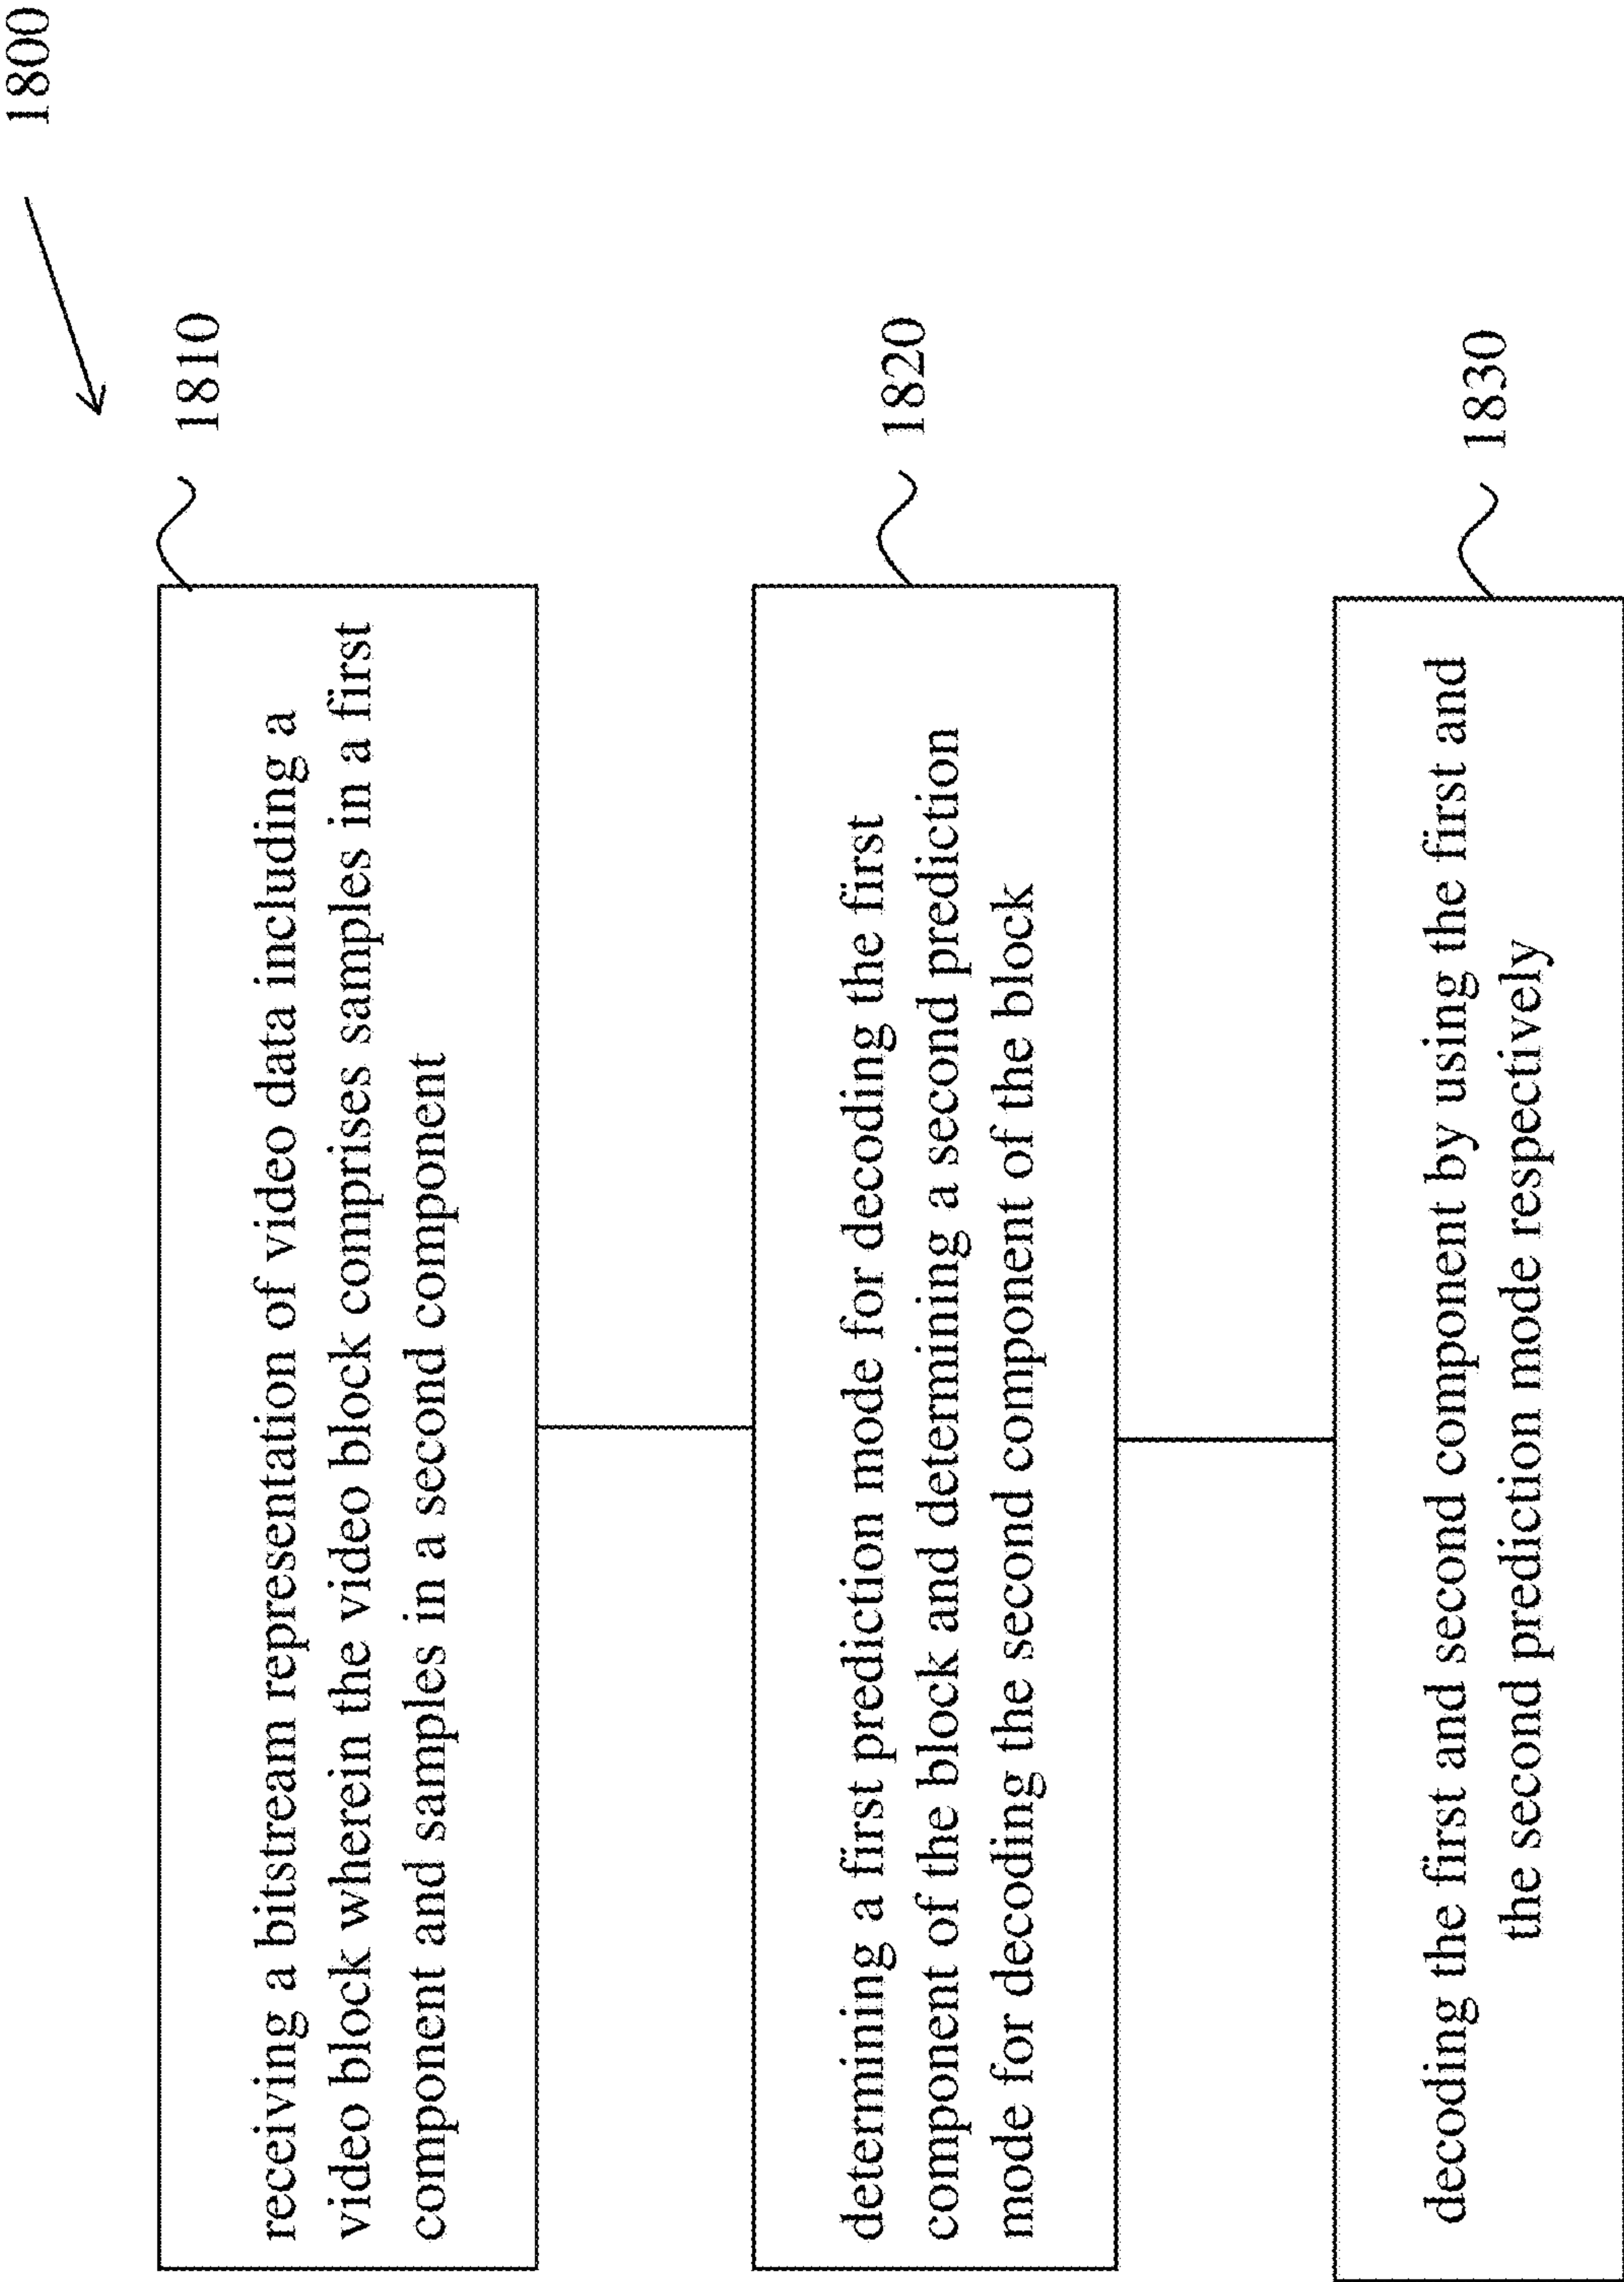 1800
1810
receiving a bitstream representation of video data including a
video block wherein the video block comprises samples in a first
component and samples in a second component
1820
determining a first prediction mode for decoding the first
component of the block and determining a second prediction
mode for decoding the second component of the block
1830
decoding the first and second component by using the first and
the second prediction mode respectively